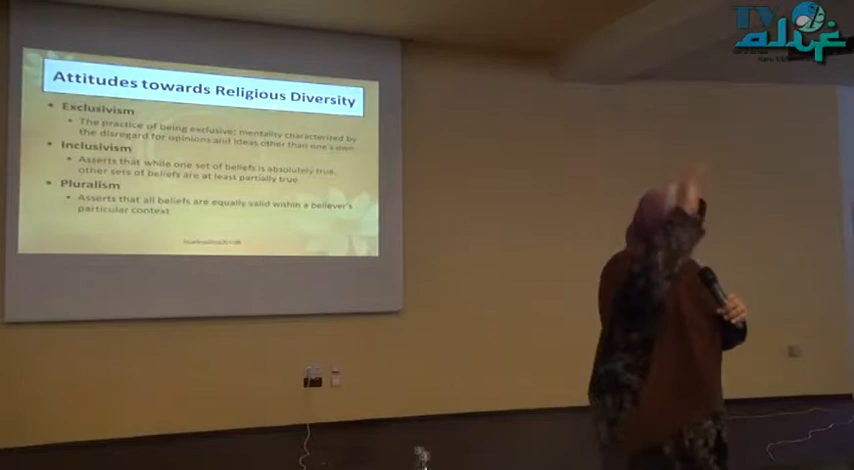 Attitudes towards Religious Diversity
• Exclusivism
• The practice of being exclusive; mentality characterized by
the disregard for opinions and ideas other than one's own.
• Inclusivism
• Asserts that while one set of beliefs is absolutely true,
other sets of beliefs are at least partially true
• Pluralism
• Asserts that all beliefs are equally valid within a believer's
particular context
TV